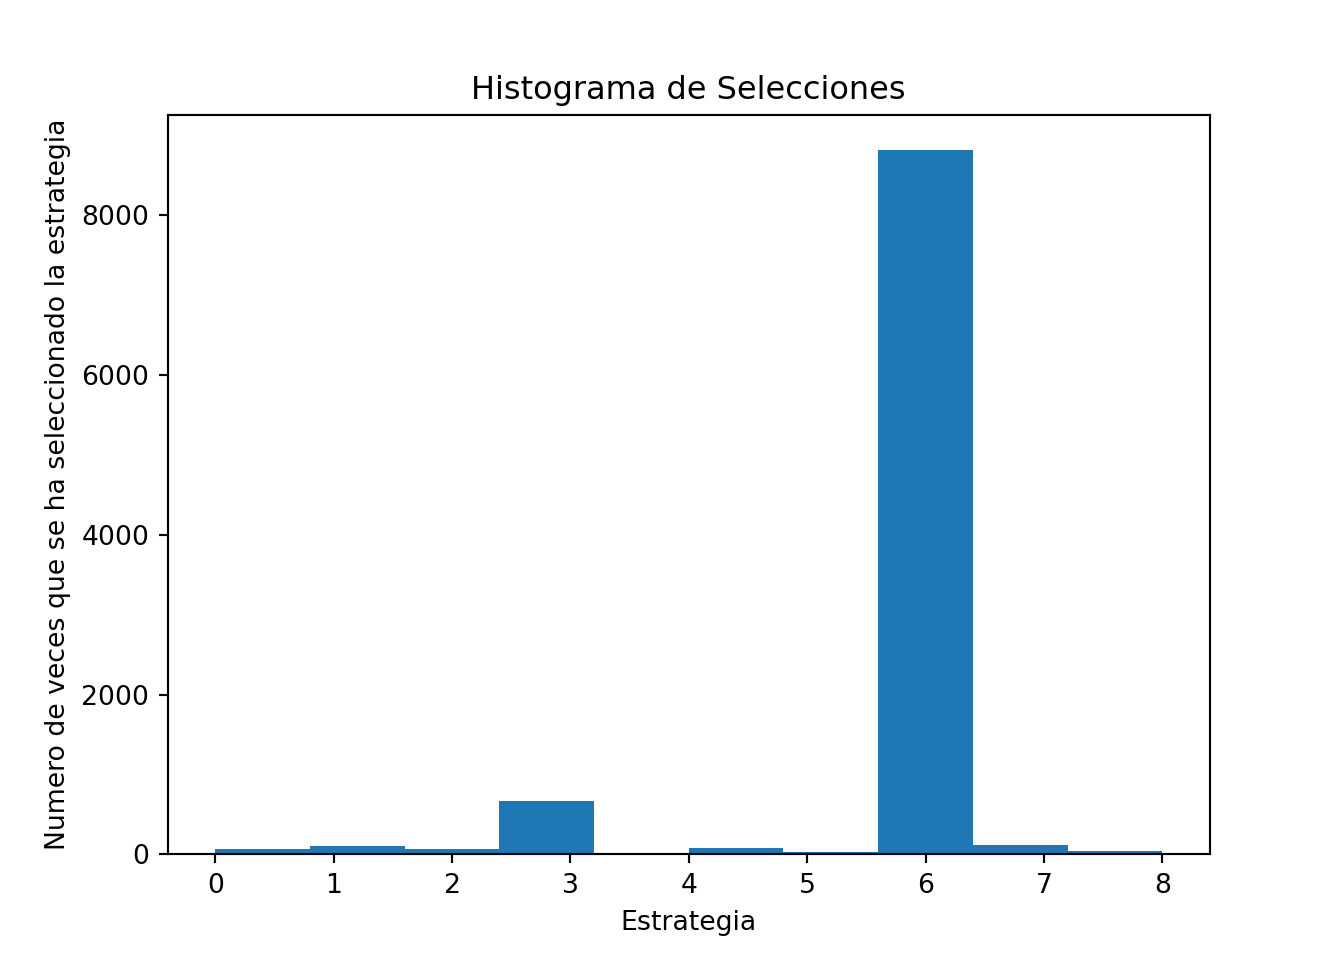 Histograma de Selecciones
Numero de veces que se ha seleccionado la estrategia
8000
6000
4000
2000
0
0 1 2 3 4 5 6 7 8
Estrategia